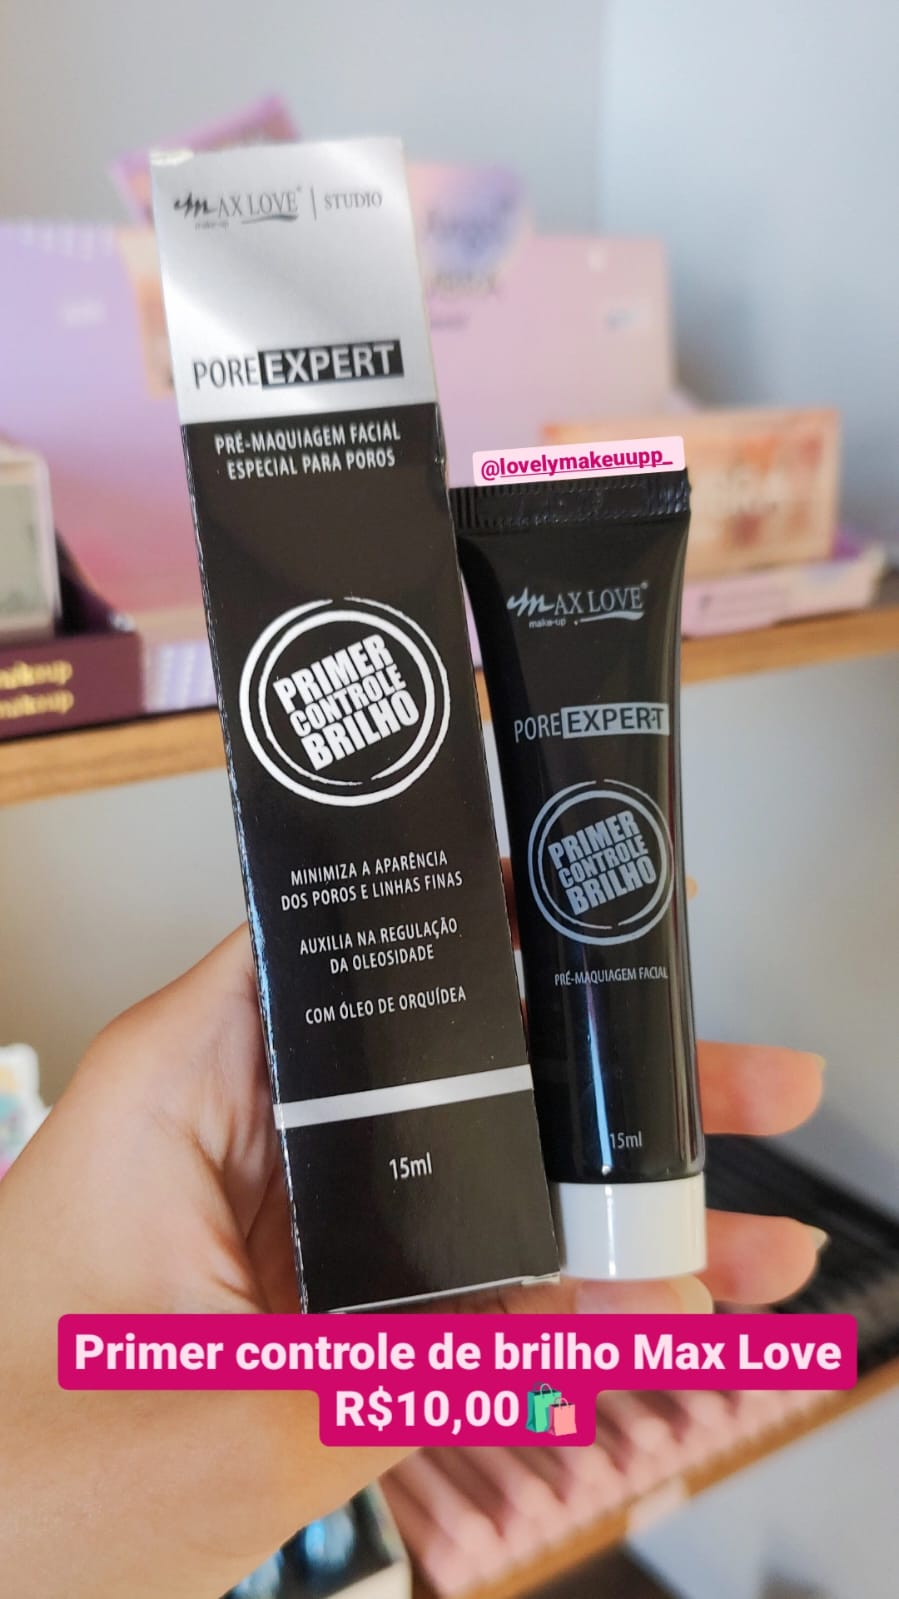 MAX LOVE® | STUDIO
make-up
PORE EXPERT
PRÉ-MAQUIAGEM FACIAL
ESPECIAL PARA POROS
PRIMER
CONTROLE
BRILHO
MINIMIZA A APARÊNCIA
DOS POROS E LINHAS FINAS
AUXILIA NA REGULAÇÃO
DA OLEOSIDADE
COM ÓLEO DE ORQUÍDEA
15ml
@lovelymakeuupp_
MAX LOVE®
make-up
PORE EXPERT
PRIMER
CONTROLE
BRILHO
PRÉ-MAQUIAGEM FACIAL
15ml
makeup
makeup
Primer controle de brilho Max Love
R$10,00🛍️